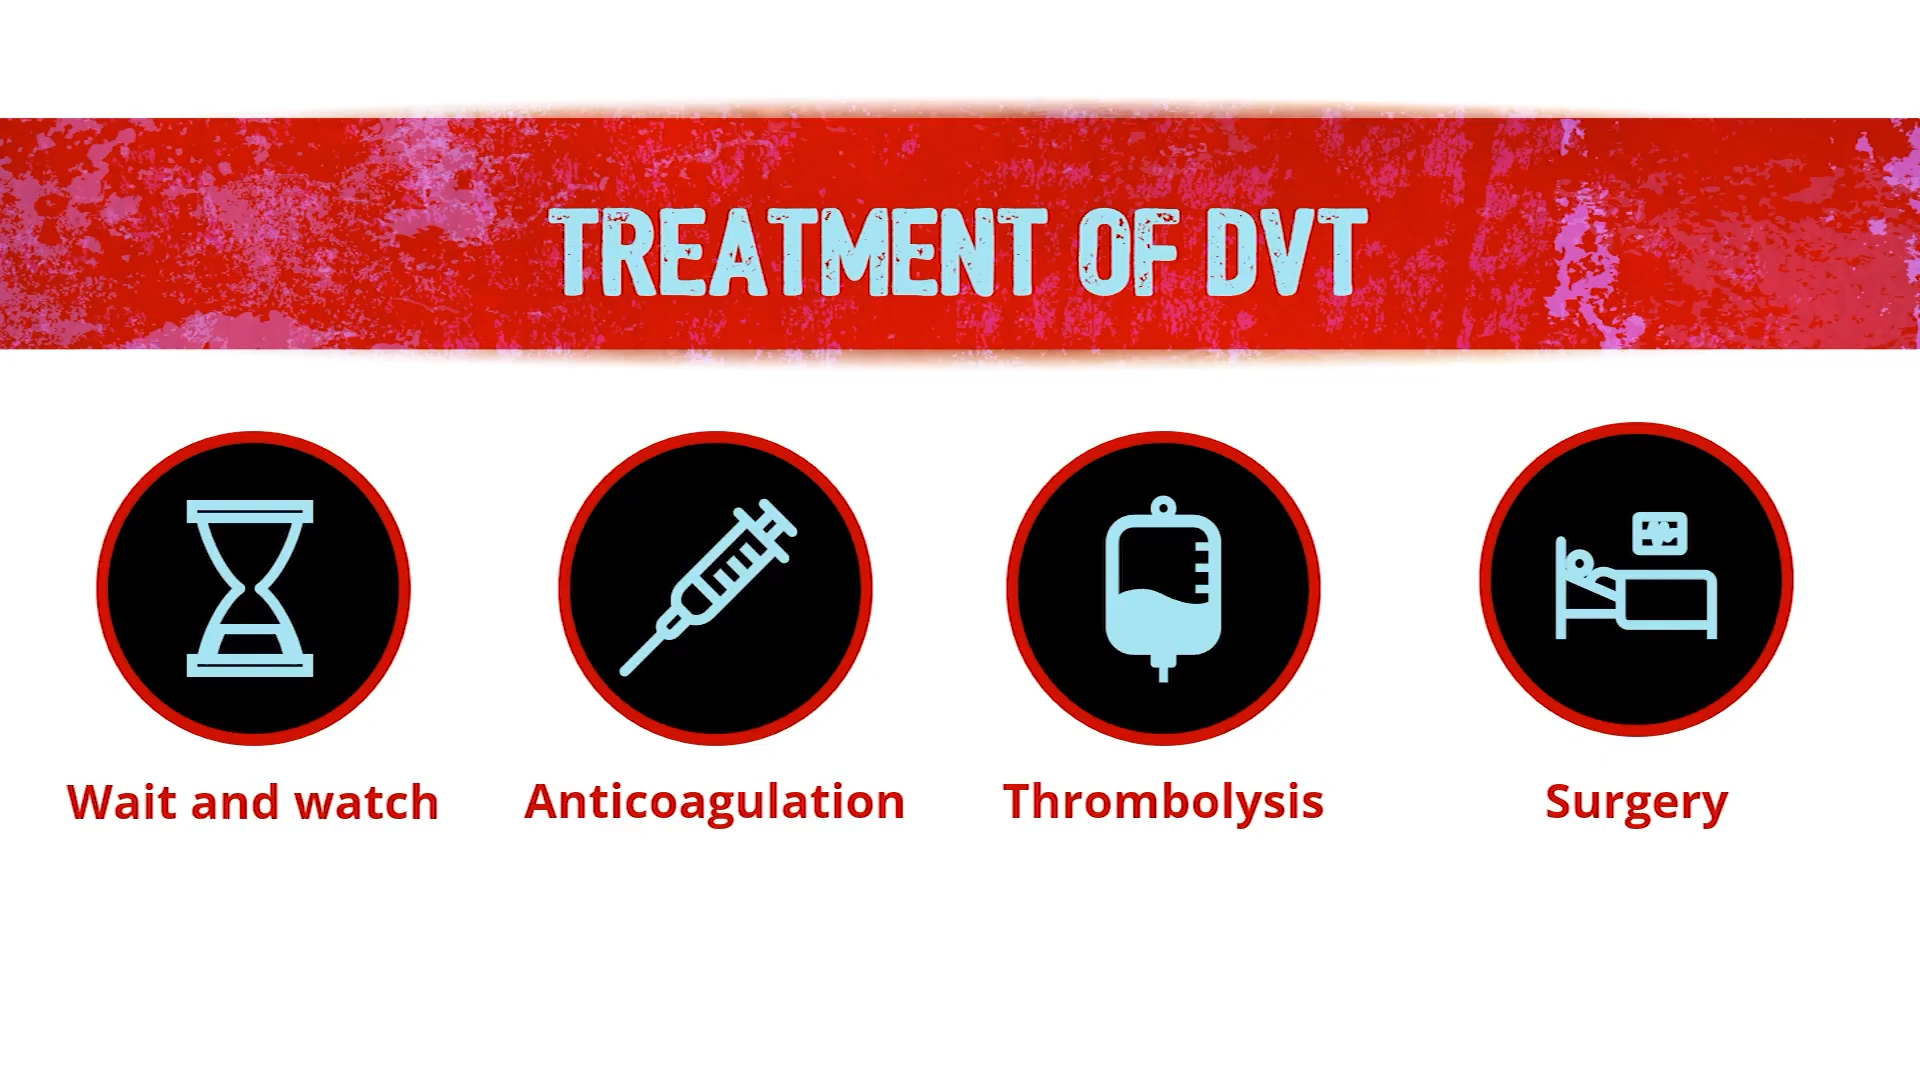 TREATMENT OF DVT
Wait and watch
Anticoagulation
Thrombolysis
Surgery